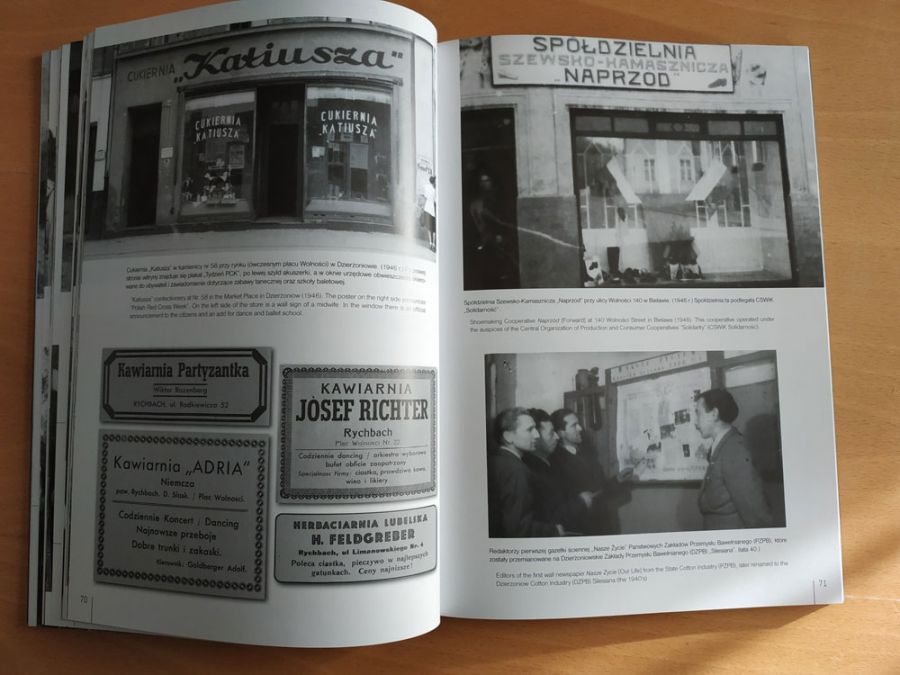 CUKIERNIA „Katiusza"
CUKIERNIA
„KATIUSZA"
CUKIERNIA
„KATIUSZA"
Cukiernia „Katiusza" w kamienicy nr 58 przy rynku (ówczesnym placu Wolności) w Dzierżoniowie. (1946 r.)
stronie witryny znajduje się plakat „Tydzień PCK", po lewej szyld akuszerki, a w oknie urzędowe obwieszczenie
wane do obywateli i zawiadomienie dotyczące zabawy tanecznej oraz szkoły baletowej.
"Katiusza" confectionery at Nr. 58 in the Market Place in Dzierżoniów (1946). The poster on the right side
"Polish Red Cross Week". On the left side of the store is a wall sign of a midwife. In the window there is an official
announcement to the citizens and an add for dance and ballet school.
Kawiarnia Partyzantka
Wiktor Rozenberg
RYCHBACH, ul. Radkiewicza 52
Kawiarnia „ADRIA"
Niemcza
pow. Rychbach, D. Śląsk. / Plac Wolności.
Codziennie Koncert / Dancing
Najnowsze przeboje
Dobre trunki i zakąski.
Kierownik: Goldberger Adolf.
KAWIARNIA
JÓSEF RICHTER
Rychbach
Plac Wolności Nr 22
Codziennie dancing / orkiestra wyborowa
bufet obficie zaopatrzony
Specjalność firmy: ciastka, prawdziwa kawa,
wino i likiery.
HERBACIARNIA LUBELSKA
H. FELDGREBER
Rychbach, ul. Limanowskiego Nr. 4
Poleca ciastka, pieczywo w najlepszych
gatunkach. Ceny najniższe!
70
SPÓŁDZIELNIA
SZEWSKO-KAMASZNICZA
„NAPRZÓD"
Spółdzielnia Szewsko-Kamasznicza „Naprzód" przy ulicy Wolności 140 w Bielawie. (1946 r.) Spółdzielnia ta podlegała CSWiK
„Solidarność".
Shoemaking Cooperative Naprzód (Forward) at 140 Wolności Street in Bielawa (1946). This cooperative operated under
the auspices of the Central Organization of Production and Consumer Cooperatives "Solidarity" (CSWiK Solidarność).
Redaktorzy pierwszej gazetki ściennej „Nasze Życie" Państwowych Zakładów Przemysłu Bawełnianego (PZPB), które
zostały przemianowane na Dzierżoniowskie Zakłady Przemysłu Bawełnianego (DZPB) „Silesiana". (lata 40.)
Editors of the first wall newspaper Nasze Życie [Our Life] from the State Cotton Industry (PZPB), later renamed to the
Dzierżoniów Cotton Industry (DZPB) Silesiana (the 1940's)
71